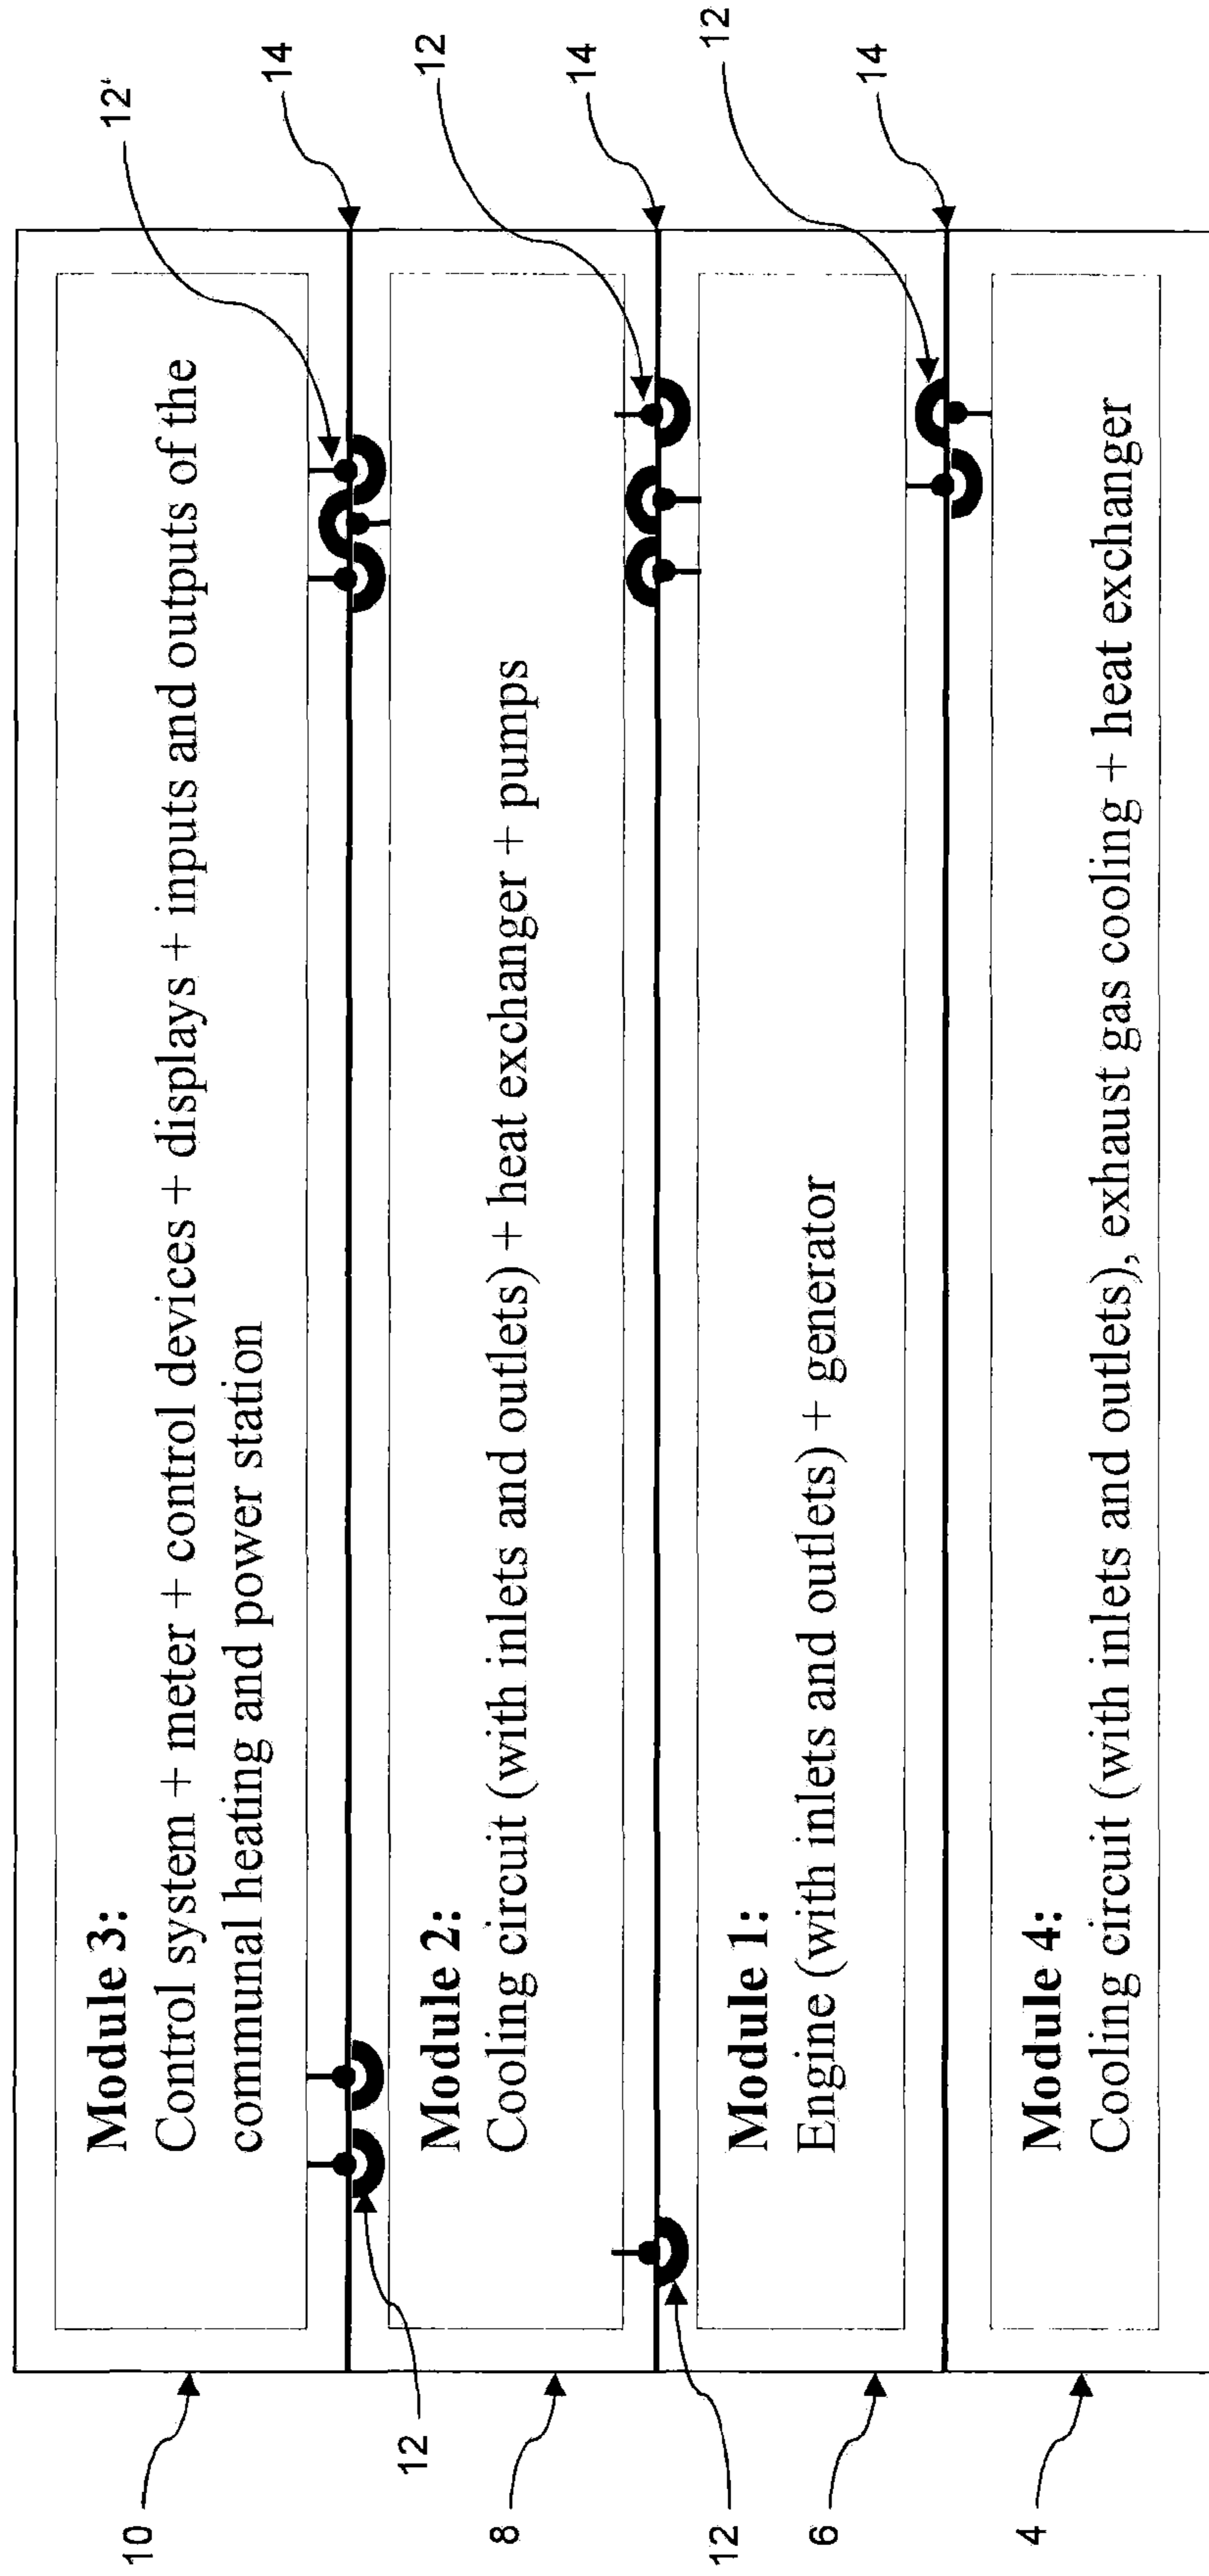 12'
14
10
Module 3:
Control system + meter + control devices + displays + inputs and outputs of the
communal heating and power station
12
12
14
8
Module 2:
Cooling circuit (with inlets and outlets) + heat exchanger + pumps
12
12
14
6
Module 1:
Engine (with inlets and outlets) + generator
4
Module 4:
Cooling circuit (with inlets and outlets), exhaust gas cooling + heat exchanger